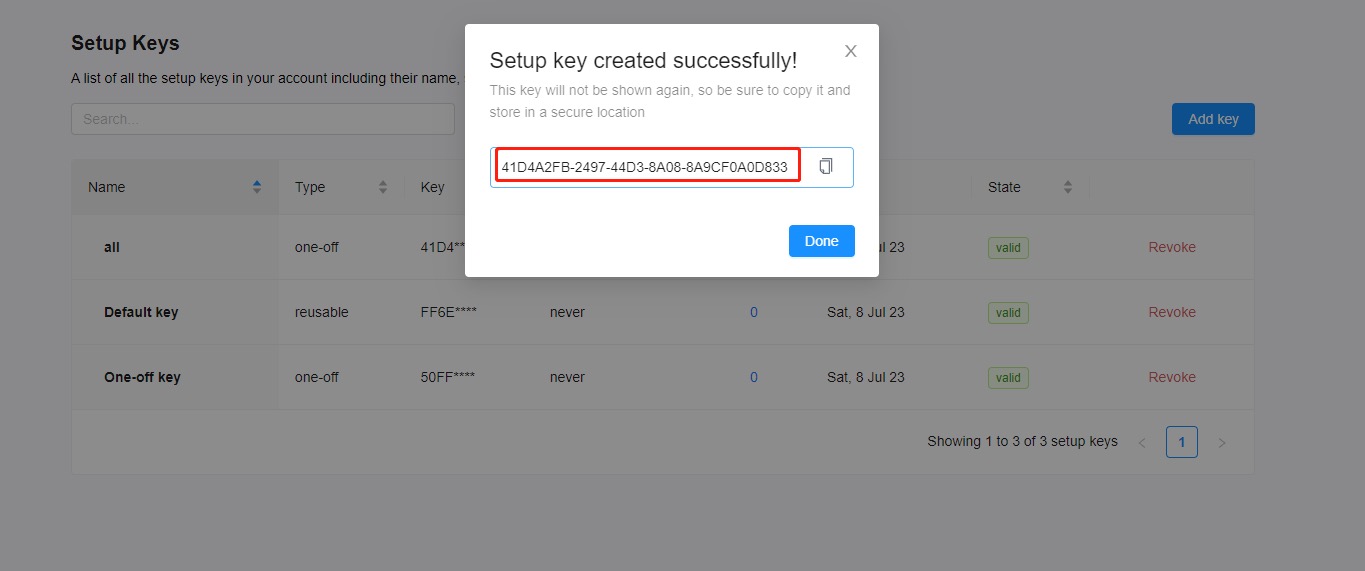 Setup Keys
A list of all the setup keys in your account including their name,
Search...
Add key
Setup key created successfully!
This key will not be shown again, so be sure to copy it and
store in a secure location
41D4A2FB-2497-44D3-8A08-8A9CF0A0D833
Done
Name Type Key State
all one-off 41D4** Jul 23 valid Revoke
Default key reusable FF6E**** never 0 Sat, 8 Jul 23 valid Revoke
One-off key one-off 50FF**** never 0 Sat, 8 Jul 23 valid Revoke
Showing 1 to 3 of 3 setup keys < 1 >